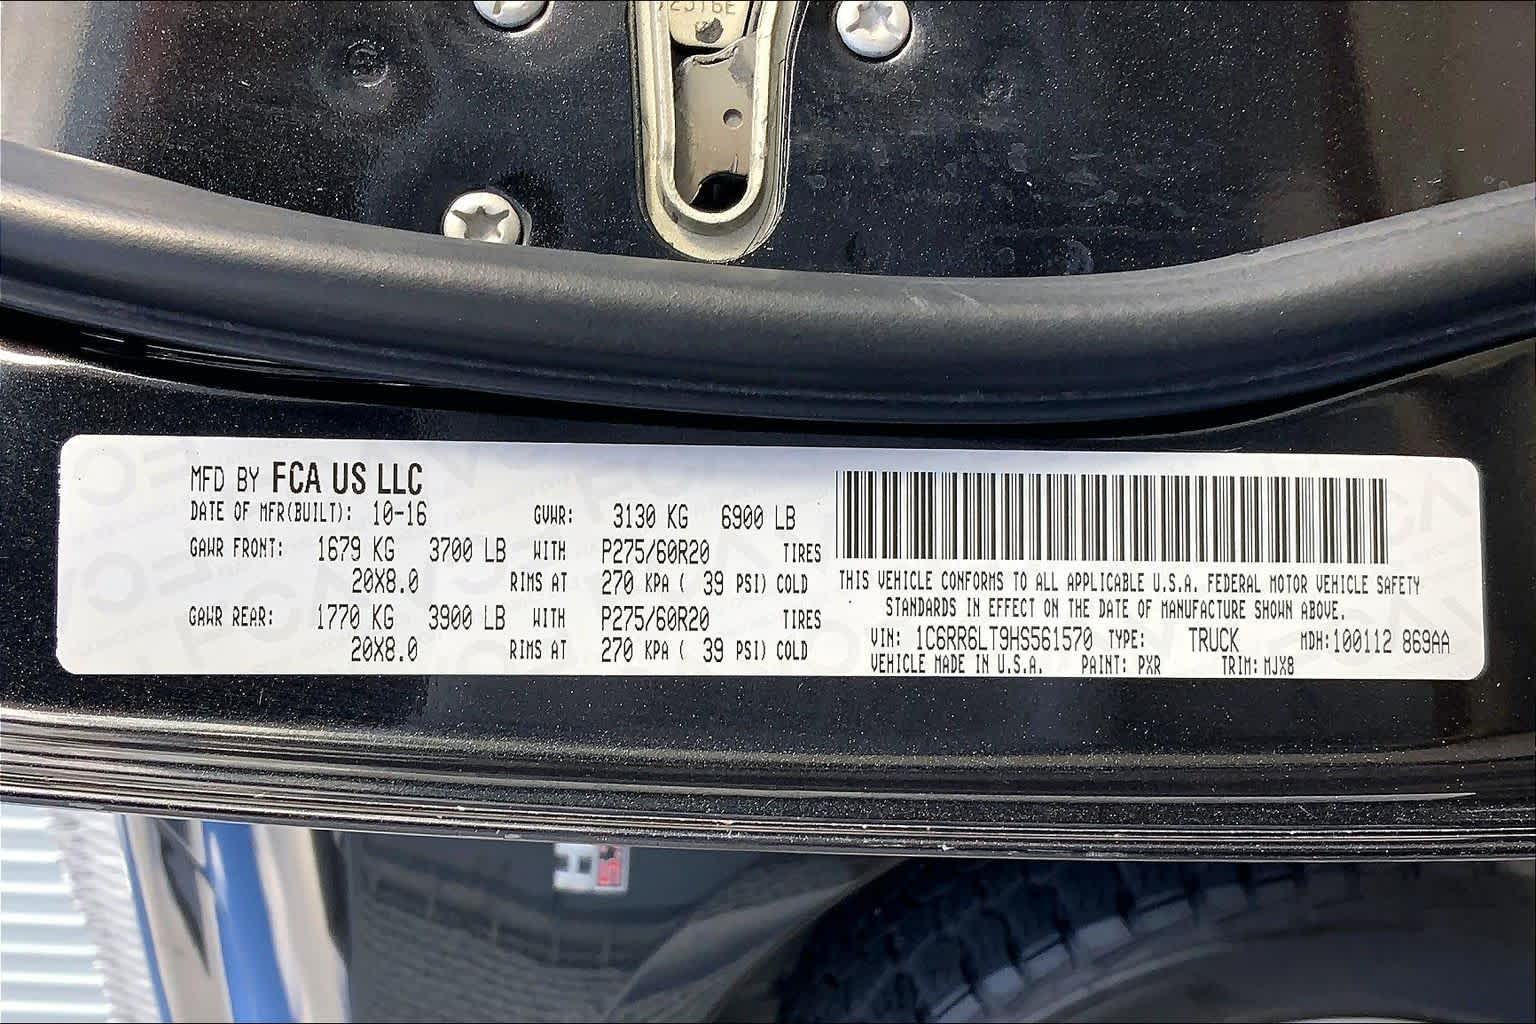 MFD BY FCA US LLC
DATE OF MFR(BUILT): 10-16 GVWR: 3130 KG 6900 LB
GAWR FRONT: 1679 KG 3700 LB WITH P275/60R20 TIRES
20X8.0 RIMS AT 270 KPA ( 39 PSI) COLD
GAWR REAR: 1770 KG 3900 LB WITH P275/60R20 TIRES
20X8.0 RIMS AT 270 KPA ( 39 PSI) COLD
THIS VEHICLE CONFORMS TO ALL APPLICABLE U.S.A. FEDERAL MOTOR VEHICLE SAFETY
STANDARDS IN EFFECT ON THE DATE OF MANUFACTURE SHOWN ABOVE.
VIN: 1C6RR6LT9HS561570 TYPE: TRUCK MDH:100112 869AA
VEHICLE MADE IN U.S.A. PAINT: PXR TRIM: MJX8